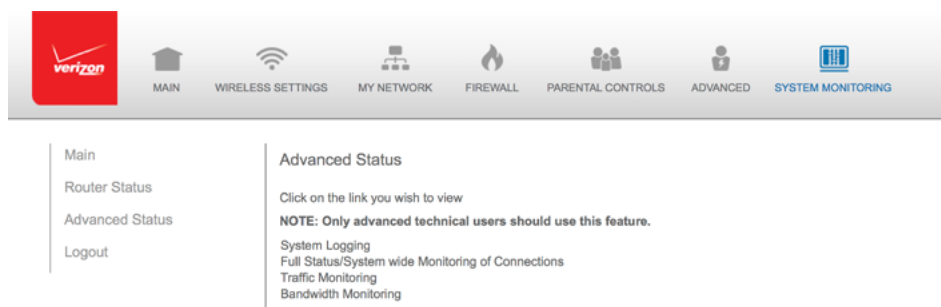 verizon
MAIN
WIRELESS SETTINGS
MY NETWORK
FIREWALL
PARENTAL CONTROLS
ADVANCED
SYSTEM MONITORING
Main
Router Status
Advanced Status
Logout
Advanced Status
Click on the link you wish to view
NOTE: Only advanced technical users should use this feature.
System Logging
Full Status/System wide Monitoring of Connections
Traffic Monitoring
Bandwidth Monitoring